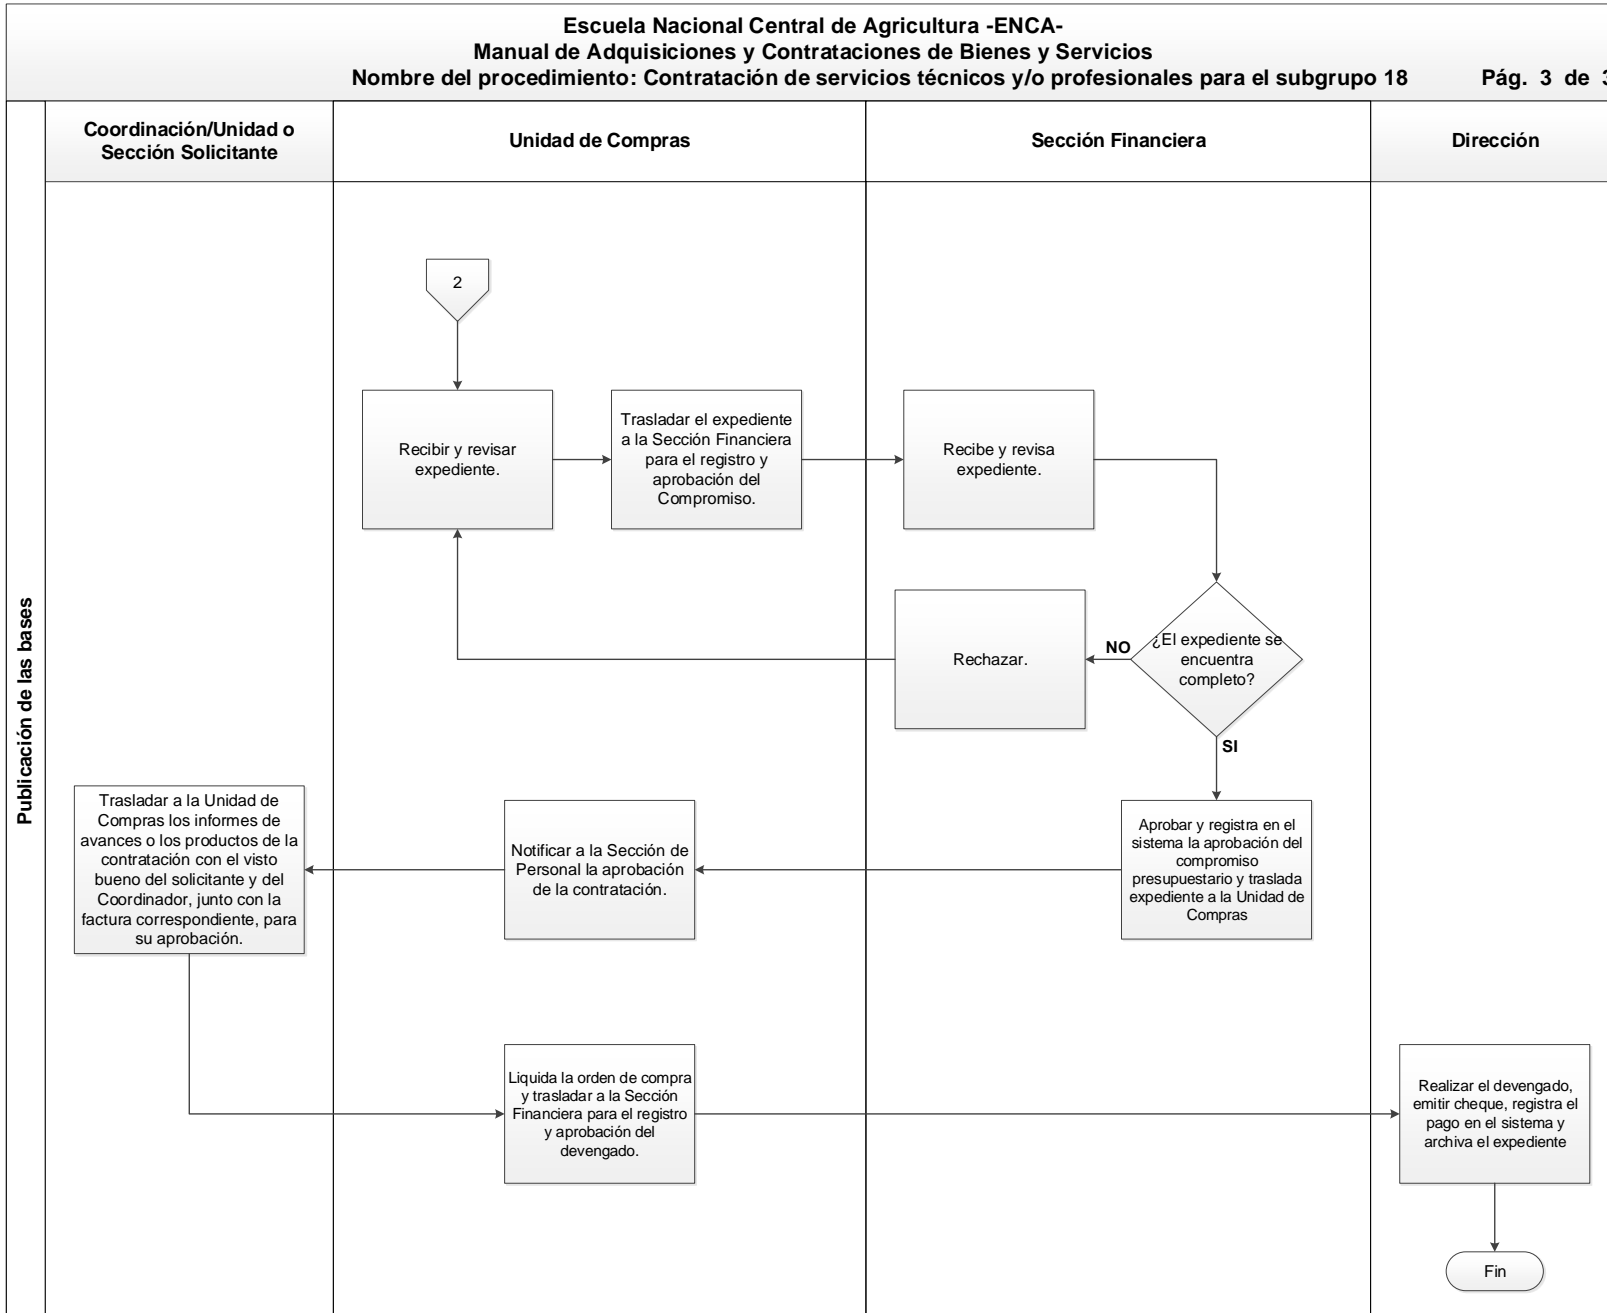 Escuela Nacional Central de Agricultura -ENCA-
Manual de Adquisiciones y Contrataciones de Bienes y Servicios
Nombre del procedimiento: Contratación de servicios técnicos y/o profesionales para el subgrupo 18
Pág. 3 de 3
Publicación de las bases
Coordinación/Unidad o
Sección Solicitante
Unidad de Compras
Sección Financiera
Dirección
2
Recibir y revisar
expediente.
Trasladar el expediente
a la Sección Financiera
para el registro y
aprobación del
Compromiso.
Recibe y revisa
expediente.
¿El expediente se
encuentra
completo?
NO
Rechazar.
SI
Aprobar y registra en el
sistema la aprobación del
compromiso
presupuestario y traslada
expediente a la Unidad de
Compras
Notificar a la Sección de
Personal la aprobación
de la contratación.
Trasladar a la Unidad de
Compras los informes de
avances o los productos de la
contratación con el visto
bueno del solicitante y del
Coordinador, junto con la
factura correspondiente, para
su aprobación.
Liquida la orden de compra
y trasladar a la Sección
Financiera para el registro
y aprobación del
devengado.
Realizar el devengado,
emitir cheque, registra el
pago en el sistema y
archiva el expediente
Fin